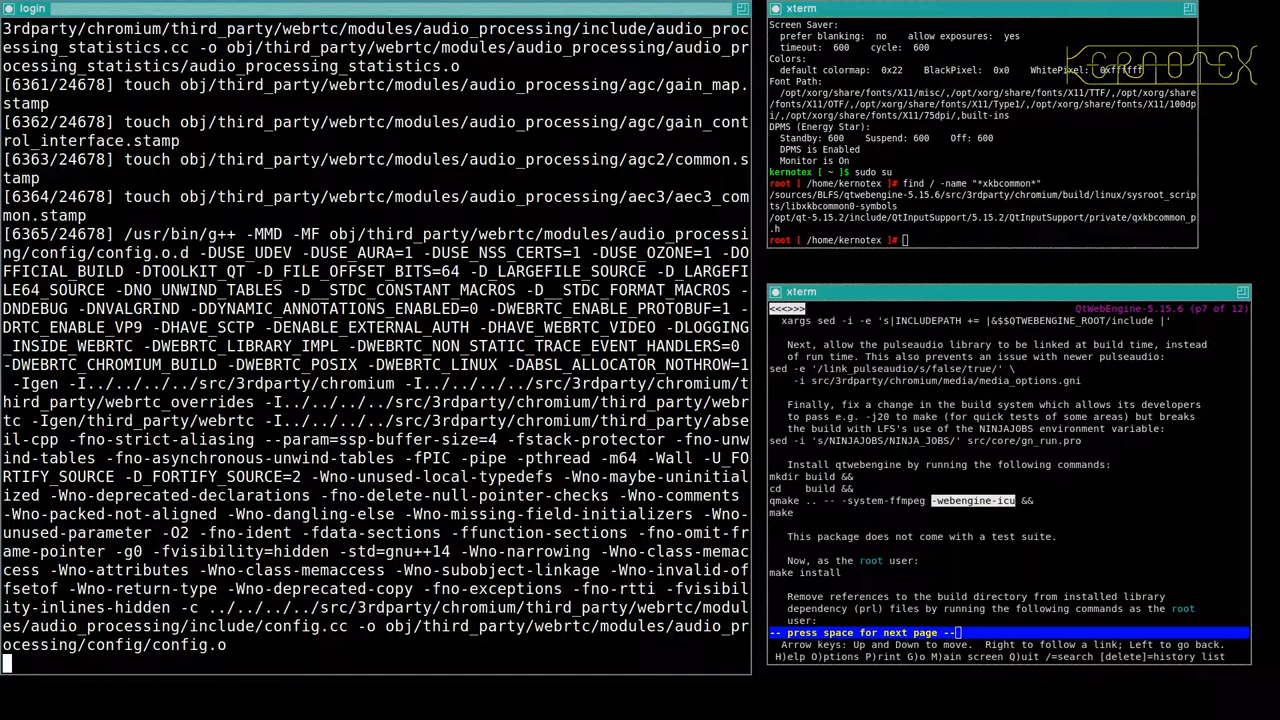 login
3rdparty/chromium/third_party/webrtc/modules/audio_processing/include/audio_proc
essing_statistics.cc -o obj/third_party/webrtc/modules/audio_processing/audio_pr
ocessing_statistics/audio_processing_statistics.o
[6361/24678] touch obj/third_party/webrtc/modules/audio_processing/agc/gain_map.
stamp
[6362/24678] touch obj/third_party/webrtc/modules/audio_processing/agc/gain_cont
rol_interface.stamp
[6363/24678] touch obj/third_party/webrtc/modules/audio_processing/agc2/common.s
tamp
[6364/24678] touch obj/third_party/webrtc/modules/audio_processing/aec3/aec3_com
mon.stamp
[6365/24678] /usr/bin/g++ -MMD -MF obj/third_party/webrtc/modules/audio_processi
ng/config/config.o.d -DUSE_UDEV -DUSE_AURA=1 -DUSE_NSS_CERTS=1 -DUSE_OZONE=1 -DO
FFICIAL_BUILD -DTOOLKIT_QT -D_FILE_OFFSET_BITS=64 -D_LARGEFILE_SOURCE -D_LARGEFI
LE64_SOURCE -DNO_UNWIND_TABLES -D__STDC_CONSTANT_MACROS -D__STDC_FORMAT_MACROS -
DNDEBUG -DNVALGRIND -DDYNAMIC_ANNOTATIONS_ENABLED=0 -DWEBRTC_ENABLE_PROTOBUF=1 -
DRTC_ENABLE_VP9 -DHAVE_SCTP -DENABLE_EXTERNAL_AUTH -DHAVE_WEBRTC_VIDEO -DLOGGING
_INSIDE_WEBRTC -DWEBRTC_LIBRARY_IMPL -DWEBRTC_NON_STATIC_TRACE_EVENT_HANDLERS=0
-DWEBRTC_CHROMIUM_BUILD -DWEBRTC_POSIX -DWEBRTC_LINUX -DABSL_ALLOCATOR_NOTHROW=1
-Igen -I../../../../src/3rdparty/chromium -I../../../../src/3rdparty/chromium/t
hird_party/webrtc_overrides -I../../../../src/3rdparty/chromium/third_party/webr
tc -Igen/third_party/webrtc -I../../../../src/3rdparty/chromium/third_party/abse
il-cpp -fno-strict-aliasing --param=ssp-buffer-size=4 -fstack-protector -fno-unw
ind-tables -fno-asynchronous-unwind-tables -fPIC -pipe -pthread -m64 -Wall -U_FO
RTIFY_SOURCE -D_FORTIFY_SOURCE=2 -Wno-unused-local-typedefs -Wno-maybe-uninitial
ized -Wno-deprecated-declarations -fno-delete-null-pointer-checks -Wno-comments
-Wno-packed-not-aligned -Wno-dangling-else -Wno-missing-field-initializers -Wno-
unused-parameter -O2 -fno-ident -fdata-sections -ffunction-sections -fno-omit-fr
ame-pointer -g0 -fvisibility=hidden -std=gnu++14 -Wno-narrowing -Wno-class-memac
cess -Wno-attributes -Wno-class-memaccess -Wno-subobject-linkage -Wno-invalid-of
fsetof -Wno-return-type -Wno-deprecated-copy -fno-exceptions -fno-rtti -fvisibil
ity-inlines-hidden -c ../../../../src/3rdparty/chromium/third_party/webrtc/modul
es/audio_processing/include/config.cc -o obj/third_party/webrtc/modules/audio_pr
ocessing/config/config.o
xterm
Screen Saver:
prefer blanking: no allow exposures: yes
timeout: 600 cycle: 600
Colors:
default colormap: 0x22 BlackPixel: 0x0 WhitePixel: 0xffffff
KERNOTEX
Font Path:
/opt/xorg/share/fonts/X11/misc/,/opt/xorg/share/fonts/X11/TTF/,/opt/xorg/share
/fonts/X11/OTF/,/opt/xorg/share/fonts/X11/Type1/,/opt/xorg/share/fonts/X11/100dp
i/,/opt/xorg/share/fonts/X11/75dpi/,built-ins
DPMS (Energy Star):
Standby: 600 Suspend: 600 Off: 600
DPMS is Enabled
Monitor is On
kernotex [ ~ ]$ sudo su
root [ /home/kernotex ]# find / -name "*xkbcommon*"
/sources/BLFS/qtwebengine-5.15.6/src/3rdparty/chromium/build/linux/sysroot_scrip
ts/libxkbcommon0-symbols
/opt/qt-5.15.2/include/QtInputSupport/5.15.2/QtInputSupport/private/qxkbcommon_p
.h
root [ /home/kernotex ]#
xterm
<<<>>> QtWebEngine-5.15.6 (p7 of 12)
xargs sed -i -e 's|INCLUDEPATH += |&$$QTWEBENGINE_ROOT/include |'
Next, allow the pulseaudio library to be linked at build time, instead
of run time. This also prevents an issue with newer pulseaudio:
sed -e '/link_pulseaudio/s/false/true/' \
-i src/3rdparty/chromium/media/media_options.gni
Finally, fix a change in the build system which allows its developers
to pass e.g. -j20 to make (for quick tests of some areas) but breaks
the build with LFS's use of the NINJAJOBS environment variable:
sed -i 's/NINJAJOBS/NINJA_JOBS/' src/core/gn_run.pro
Install qtwebengine by running the following commands:
mkdir build &&
cd build &&
qmake .. -- -system-ffmpeg -webengine-icu &&
make
This package does not come with a test suite.
Now, as the root user:
make install
Remove references to the build directory from installed library
dependency (prl) files by running the following commands as the root
user:
-- press space for next page --
Arrow keys: Up and Down to move. Right to follow a link; Left to go back.
H)elp O)ptions P)rint G)o M)ain screen Q)uit /=search [delete]=history list